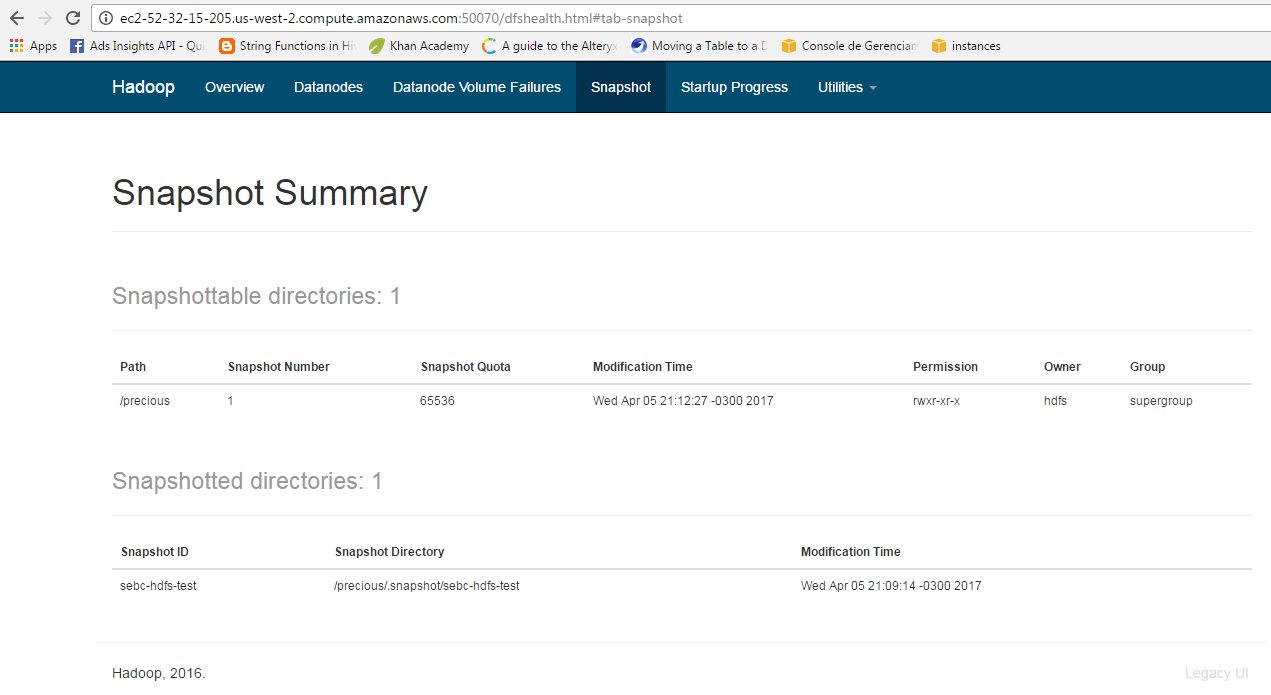 ec2-52-32-15-205.us-west-2.compute.amazonaws.com:50070/dfshealth.html#tab-snapshot
Apps Ads Insights API - Qui String Functions in Hi Khan Academy A guide to the Altery Moving a Table to a D Console de Gerencian instances
Hadoop Overview Datanodes Datanode Volume Failures Snapshot Startup Progress Utilities
Snapshot Summary
Snapshottable directories: 1
Path Snapshot Number Snapshot Quota Modification Time Permission Owner Group
/precious 1 65536 Wed Apr 05 21:12:27 -0300 2017 rwxr-xr-x hdfs supergroup
Snapshotted directories: 1
Snapshot ID Snapshot Directory Modification Time
sebc-hdfs-test /precious/.snapshot/sebc-hdfs-test Wed Apr 05 21:09:14 -0300 2017
Hadoop, 2016. Legacy UI